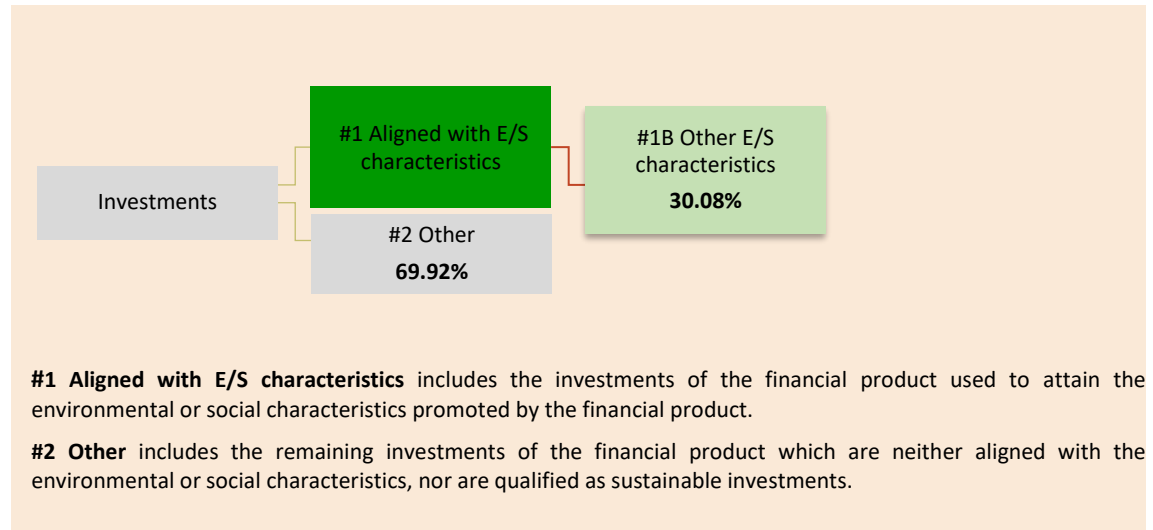 Investments
#1 Aligned with E/S
characteristics
#1B Other E/S
characteristics
30.08%
#2 Other
69.92%
#1 Aligned with E/S characteristics includes the investments of the financial product used to attain the
environmental or social characteristics promoted by the financial product.
#2 Other includes the remaining investments of the financial product which are neither aligned with the
environmental or social characteristics, nor are qualified as sustainable investments.